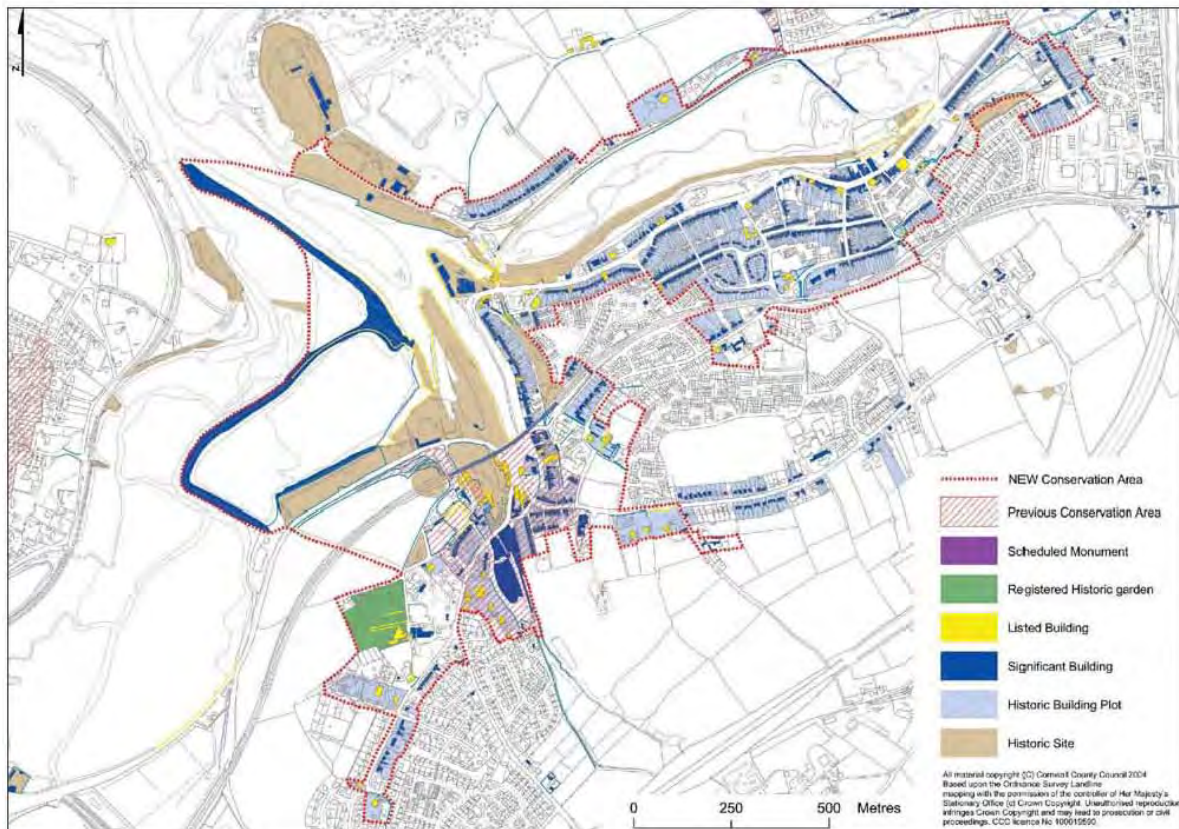 N
NEW Conservation Area
Previous Conservation Area
Scheduled Monument
Registered Historic garden
Listed Building
Significant Building
Historic Building Plot
Historic Site
All material copyright (C) Cornwall County Council 2004
Based upon the Ordnance Survey Landline
mapping with the permission of the controller of Her Majesty's
Stationary Office (c) Crown Copyright. Unauthorised reproduction
infringes Crown Copyright and may lead to prosecution or civil
proceedings. CCC licence No
0 250 500 Metres